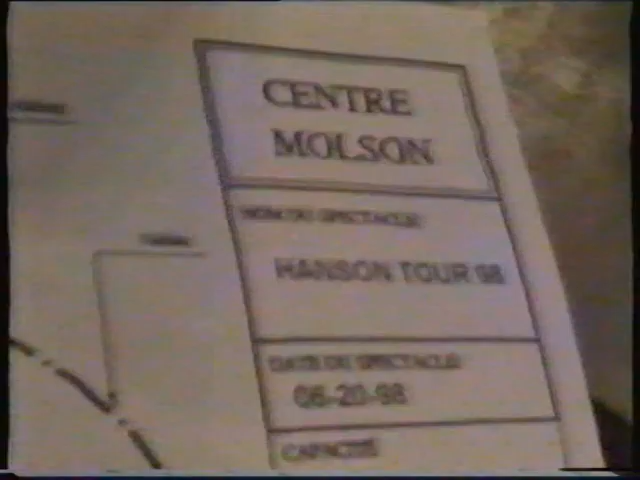 CENTRE
MOLSON
NOM DU SPECTACLE
HANSON TOUR 98
DATE DU SPECTACLE
06-20-98
CAPACITÉ